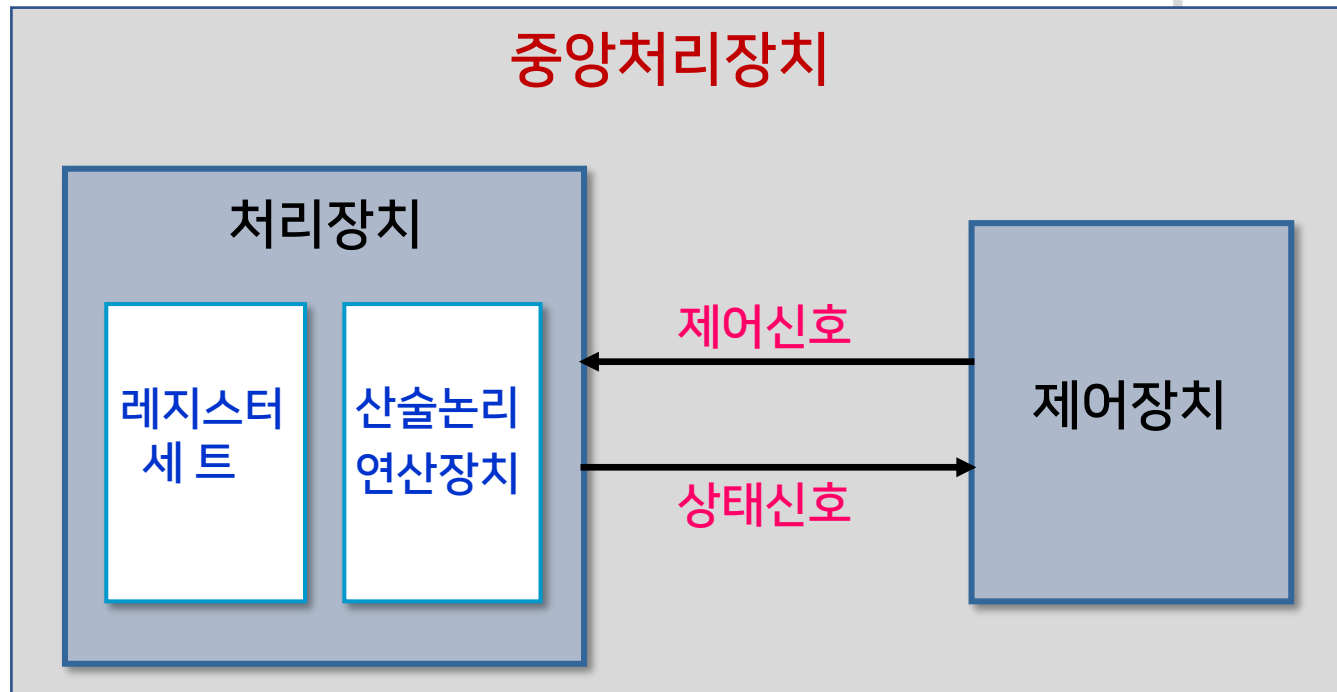 중앙처리장치
처리장치
레지스터
세 트
산술논리
연산장치
제어신호
상태신호
제어장치